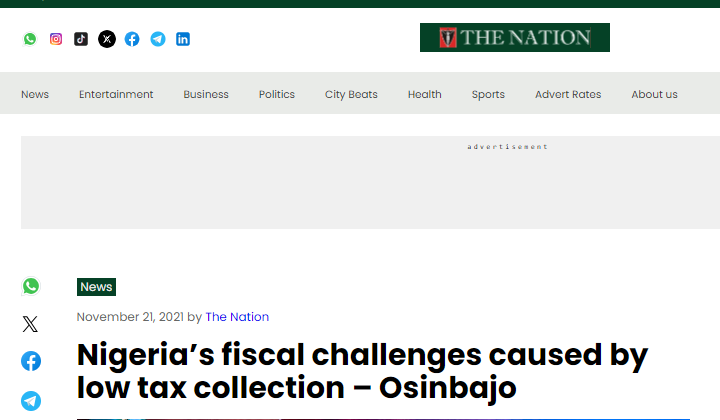 THE NATION
News Entertainment Business Politics City Beats Health Sports Advert Rates About us
advertisement
News
November 21, 2021 by The Nation
Nigeria's fiscal challenges caused by
low tax collection – Osinbajo